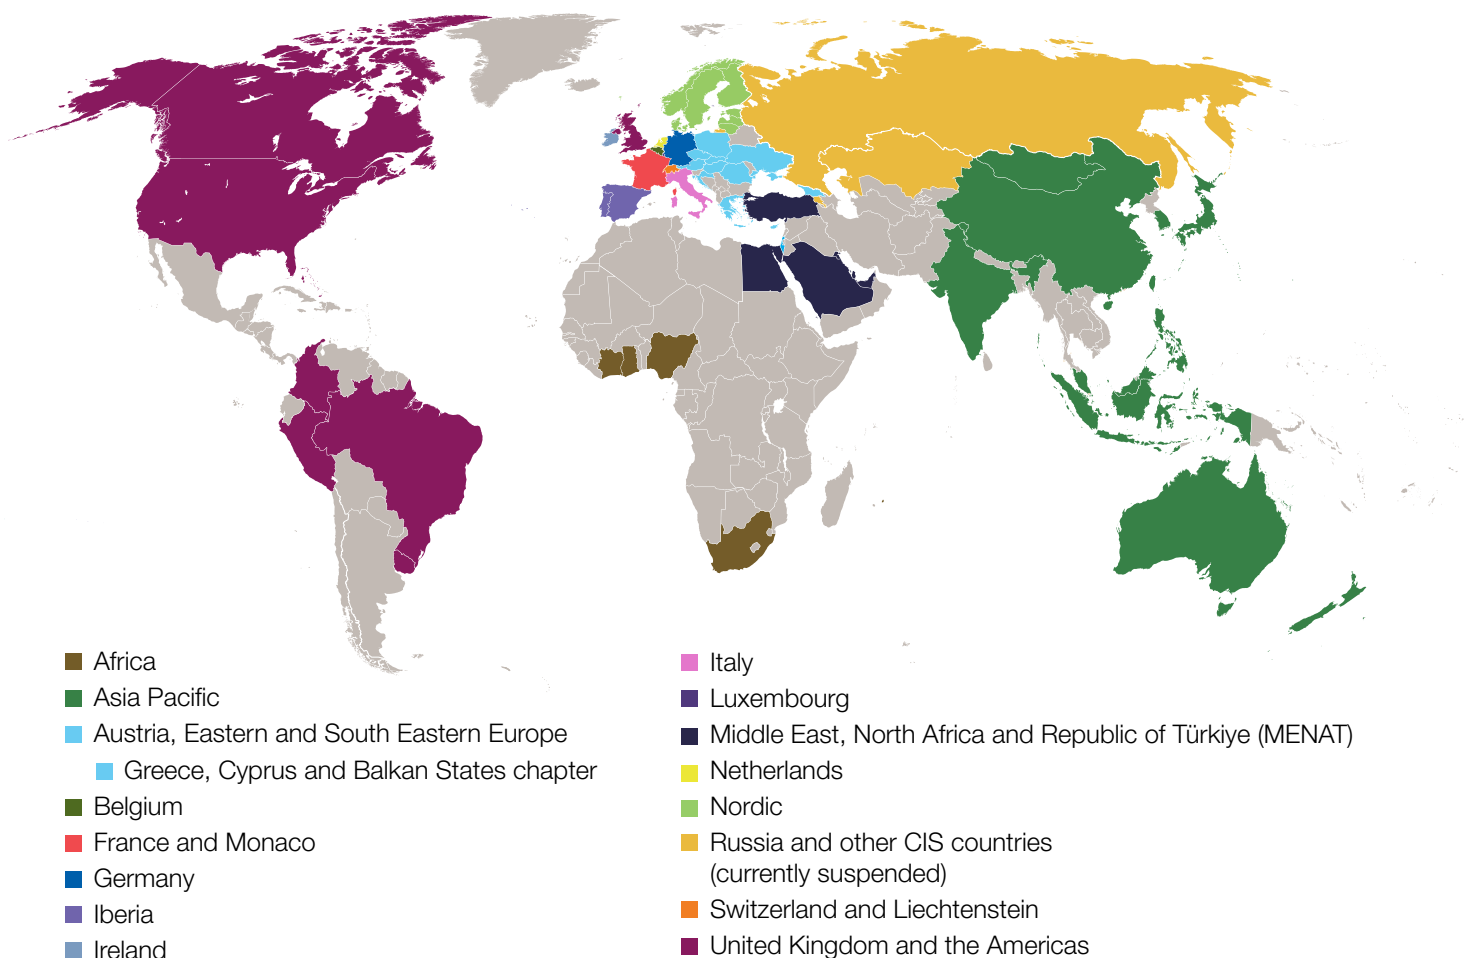 Africa
Asia Pacific
Austria, Eastern and South Eastern Europe
Greece, Cyprus and Balkan States chapter
Belgium
France and Monaco
Germany
Iberia
Ireland
Italy
Luxembourg
Middle East, North Africa and Republic of Türkiye (MENAT)
Netherlands
Nordic
Russia and other CIS countries
(currently suspended)
Switzerland and Liechtenstein
United Kingdom and the Americas